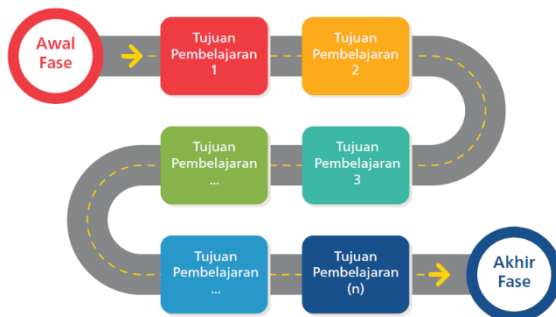 Awal
Fase
Tujuan
Pembelajaran
1
Tujuan
Pembelajaran
2
Tujuan
Pembelajaran
3
Tujuan
Pembelajaran
...
Tujuan
Pembelajaran
...
Tujuan
Pembelajaran
(n)
Akhir
Fase